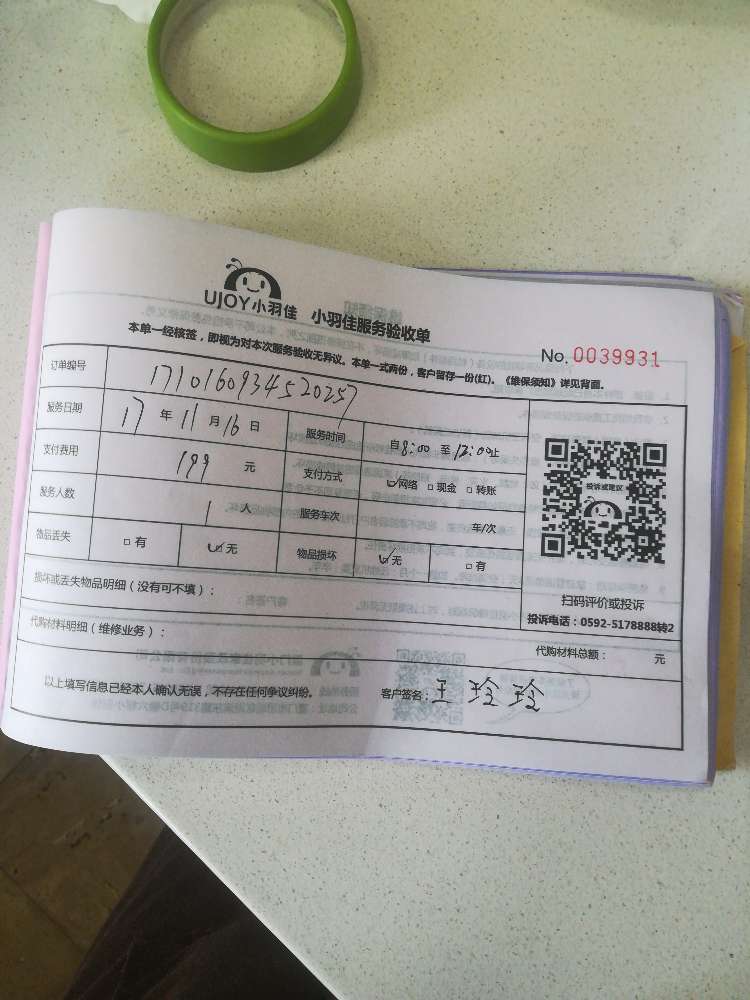 UJOY小羽佳 小羽佳服务验收单
No. 0039931
本单一经核签，即视为对本次服务验收无异议。本单一式两份，客户留存一份(红)。《维保须知》详见背面。
订单编号 1710160934520257
服务日期 17 年 11 月 16 日 服务时间 自8:00 至12:00止
支付费用 199 元 支付方式 ☑网络 □现金 □转账
服务人数 1 人 服务车次 年/次
物品丢失 □有 ☑无 物品损坏 ☑无 □有
投诉或建议
扫码评价或投诉
投诉电话：0592-5178888转2
损坏或丢失物品明细（没有可不填）：
代购材料明细（维修业务）： 代购材料总额： 元
以上填写信息已经本人确认无误，不存在任何争议纠纷。 客户签名：王玲玲